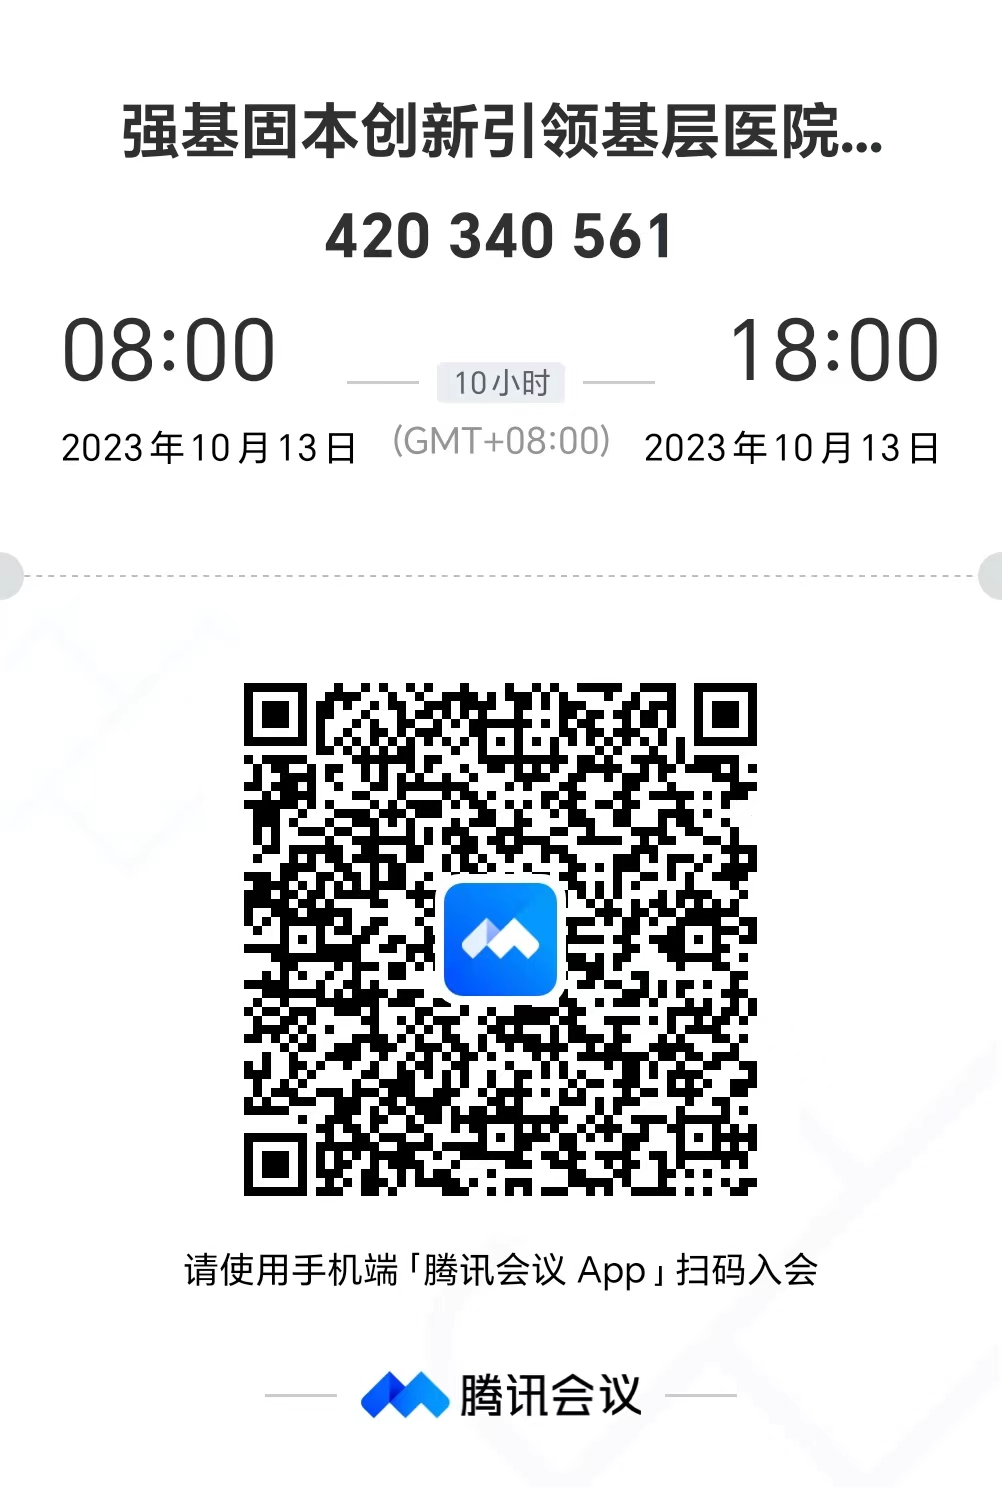 强基固本创新引领基层医院...
420 340 561
08:00
10小时
18:00
2023年10月13日
(GMT+08:00)
2023年10月13日
请使用手机端「腾讯会议 App」扫码入会
腾讯会议